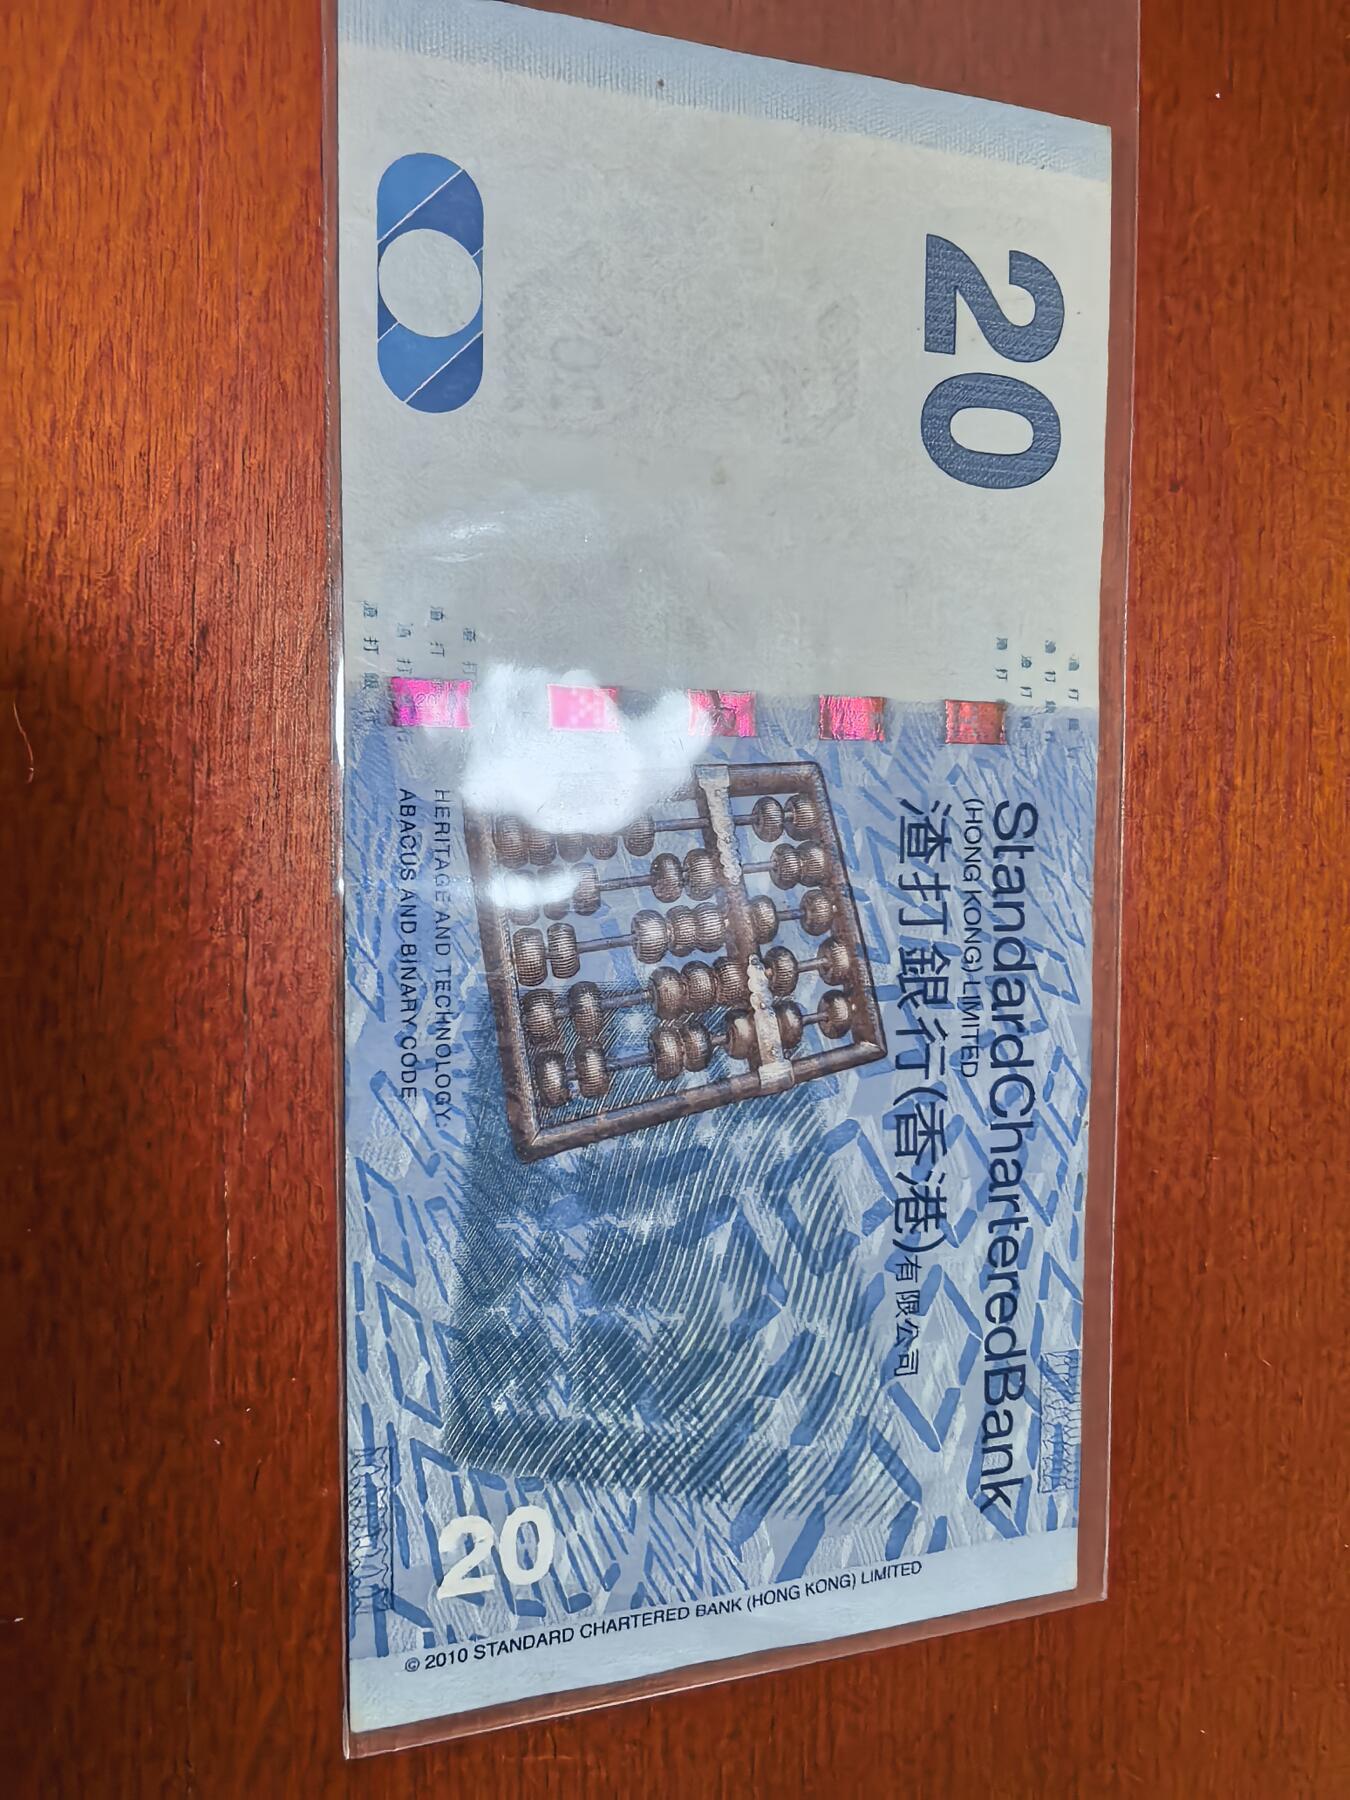 20
StandardCharteredBank
(HONG KONG) LIMITED
渣打銀行(香港)有限公司
HERITAGE AND TECHNOLOGY:
ABACUS AND BINARY CODE
20
© 2010 STANDARD CHARTERED BANK (HONG KONG) LIMITED